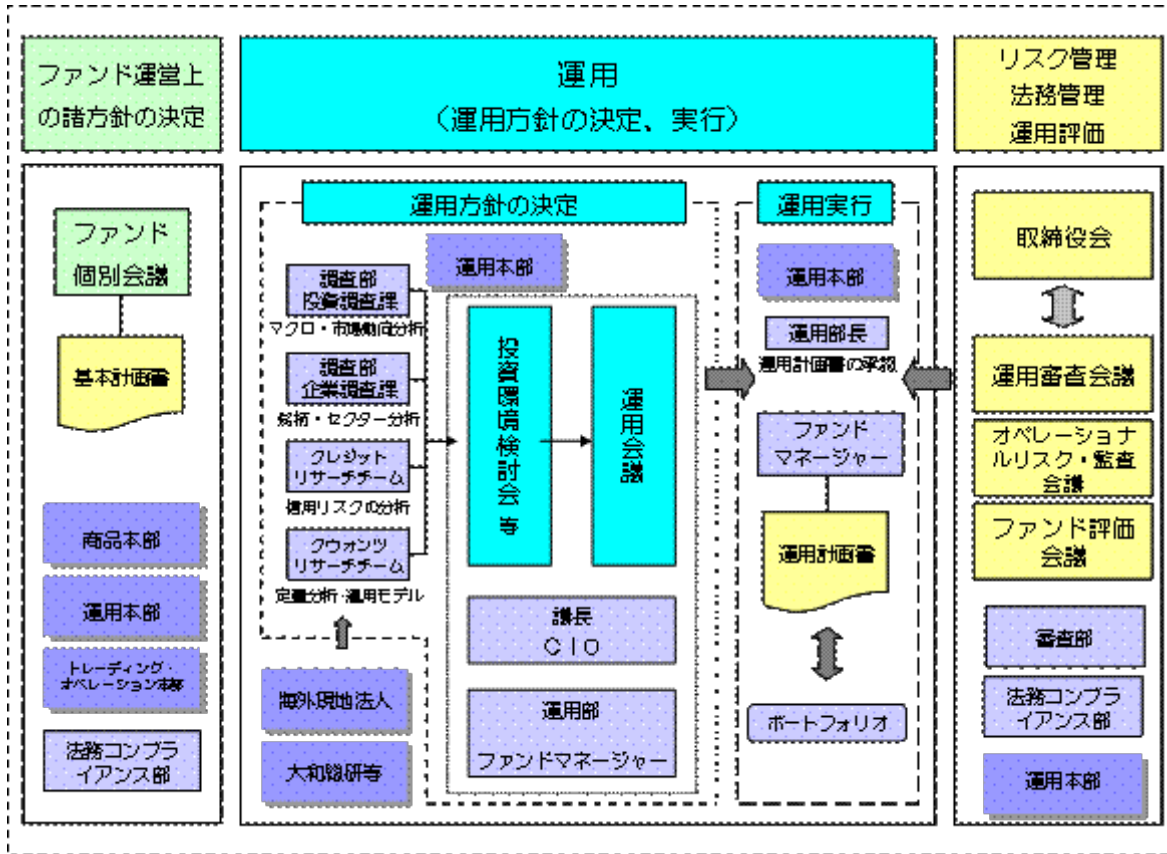 ファンド運営上
の諸方針の決定
運用
（運用方針の決定、実行）
リスク管理
法務管理
運用評価
ファンド
個別会議
基本計画書
商品本部
運用本部
トレーディング・
オペレーション本部
法務コンプラ
イアンス部
運用方針の決定
運用本部
調査部
投資調査課
マクロ・市場動向分析
調査部
企業調査課
銘柄・セクター分析
クレジット
リサーチチーム
信用リスクの分析
クウォンツ
リサーチチーム
定量分析・運用モデル
海外現地法人
大和総研等
投資環境検討会 等
運用会議
議長
ＣＩＯ
運用部
ファンドマネージャー
運用実行
運用本部
運用部長
運用計画書の承認
ファンド
マネージャー
運用計画書
ポートフォリオ
取締役会
運用審査会議
オペレーショナ
ルリスク・監査
会議
ファンド評価
会議
審査部
法務コンプラ
イアンス部
運用本部